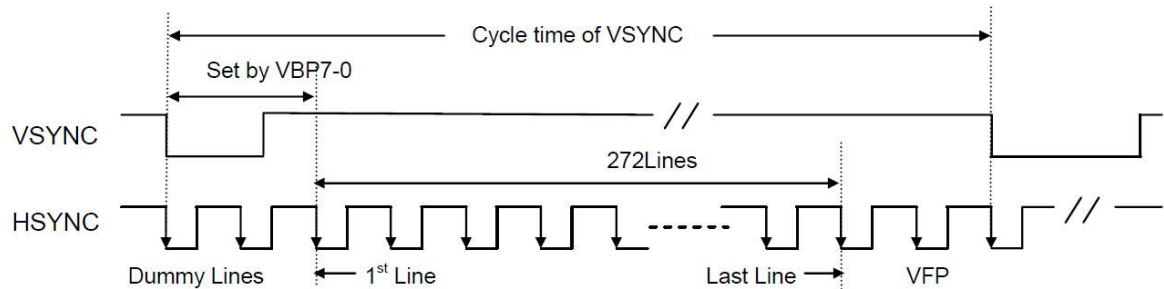 Cycle time of VSYNC
Set by VBP7-0
VSYNC
272Lines
HSYNC
Dummy Lines
1st Line
Last Line
VFP